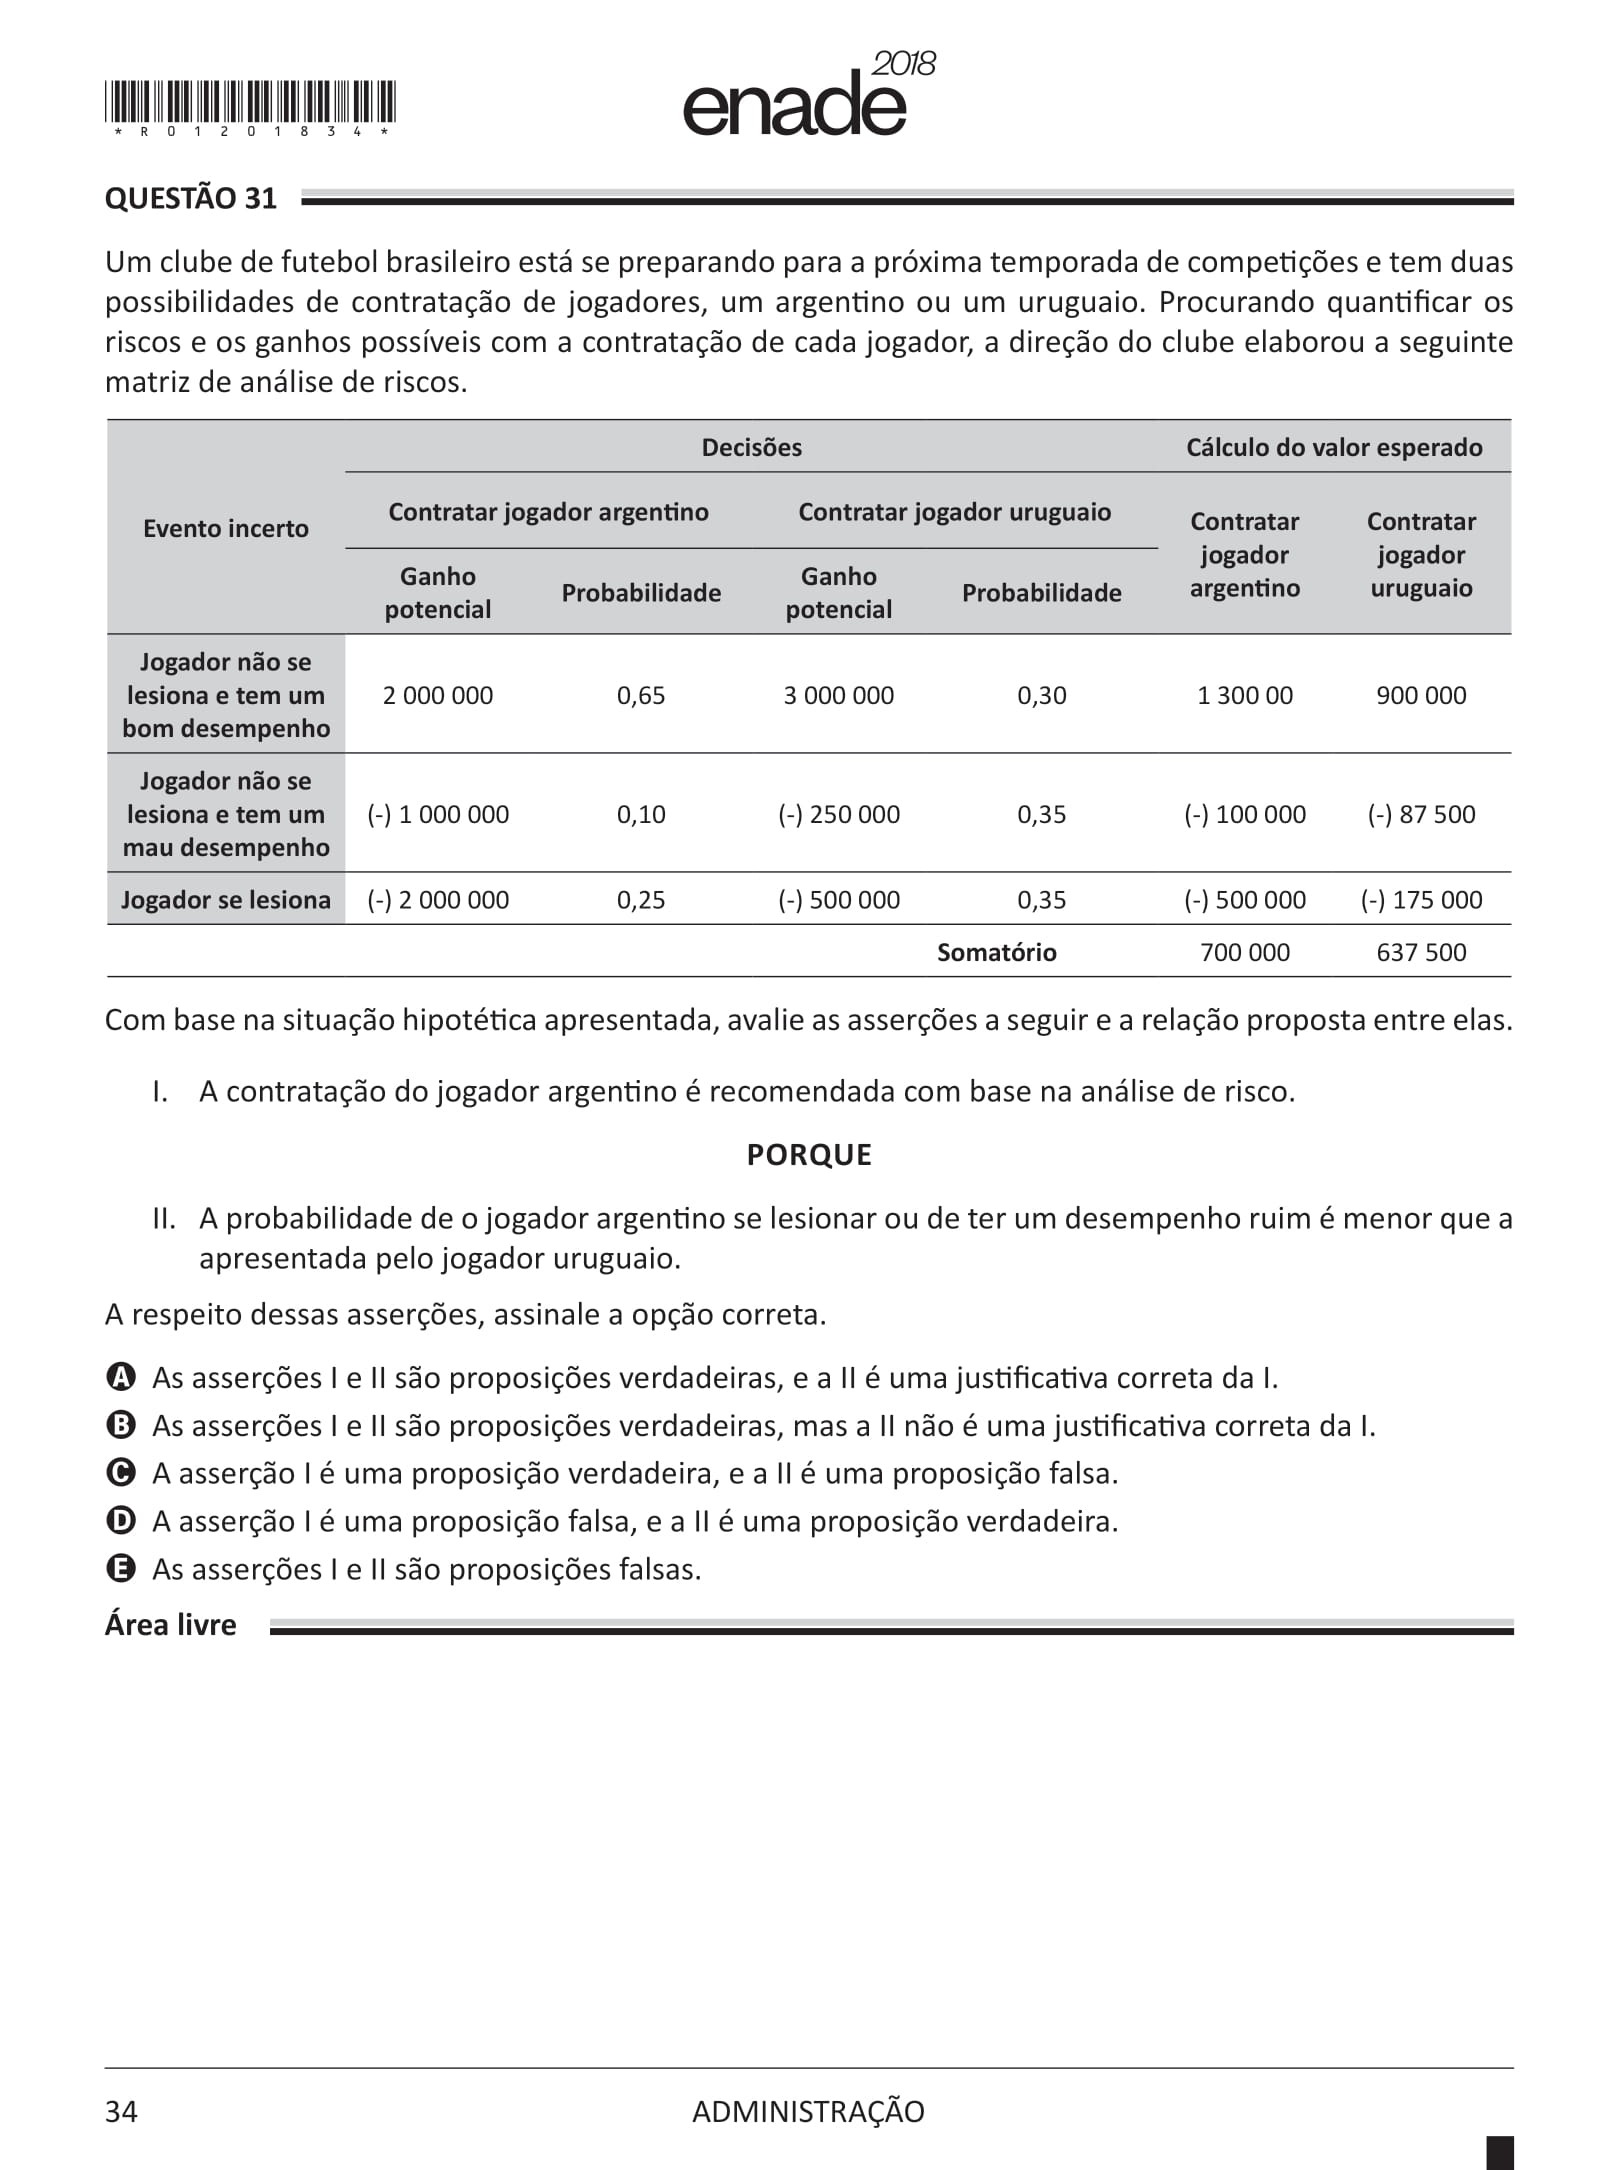 * R 0 1 2 0 1 8 3 4 *
enade 2018
QUESTÃO 31
Um clube de futebol brasileiro está se preparando para a próxima temporada de competições e tem duas
possibilidades de contratação de jogadores, um argentino ou um uruguaio. Procurando quantificar os
riscos e os ganhos possíveis com a contratação de cada jogador, a direção do clube elaborou a seguinte
matriz de análise de riscos.
Evento incerto
Decisões
Cálculo do valor esperado
Contratar jogador argentino
Contratar jogador uruguaio
Contratar
jogador
argentino
Contratar
jogador
uruguaio
Ganho
potencial
Probabilidade
Ganho
potencial
Probabilidade
Jogador não se
lesiona e tem um
bom desempenho
2 000 000 0,65 3 000 000 0,30 1 300 00 900 000
Jogador não se
lesiona e tem um
mau desempenho
(-) 1 000 000 0,10 (-) 250 000 0,35 (-) 100 000 (-) 87 500
Jogador se lesiona (-) 2 000 000 0,25 (-) 500 000 0,35 (-) 500 000 (-) 175 000
Somatório 700 000 637 500
Com base na situação hipotética apresentada, avalie as asserções a seguir e a relação proposta entre elas.
I. A contratação do jogador argentino é recomendada com base na análise de risco.
PORQUE
II. A probabilidade de o jogador argentino se lesionar ou de ter um desempenho ruim é menor que a
apresentada pelo jogador uruguaio.
A respeito dessas asserções, assinale a opção correta.
A As asserções I e II são proposições verdadeiras, e a II é uma justificativa correta da I.
B As asserções I e II são proposições verdadeiras, mas a II não é uma justificativa correta da I.
C A asserção I é uma proposição verdadeira, e a II é uma proposição falsa.
D A asserção I é uma proposição falsa, e a II é uma proposição verdadeira.
E As asserções I e II são proposições falsas.
Área livre
34
ADMINISTRAÇÃO